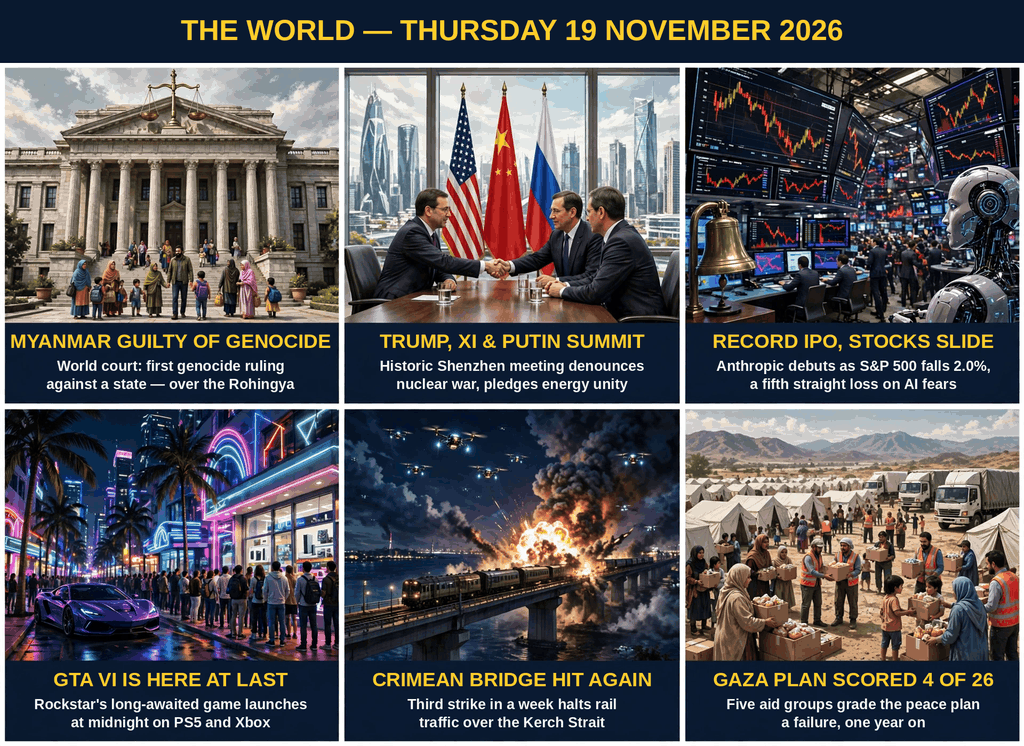 THE WORLD — THURSDAY 19 NOVEMBER 2026
MYANMAR GUILTY OF GENOCIDE
World court: first genocide ruling
against a state — over the Rohingya
TRUMP, XI & PUTIN SUMMIT
Historic Shenzhen meeting denounces
nuclear war, pledges energy unity
RECORD IPO, STOCKS SLIDE
Anthropic debuts as S&P 500 falls 2.0%,
a fifth straight loss on AI fears
GTA VI IS HERE AT LAST
Rockstar's long-awaited game launches
at midnight on PS5 and Xbox
CRIMEAN BRIDGE HIT AGAIN
Third strike in a week halts rail
traffic over the Kerch Strait
GAZA PLAN SCORED 4 OF 26
Five aid groups grade the peace plan
a failure, one year on